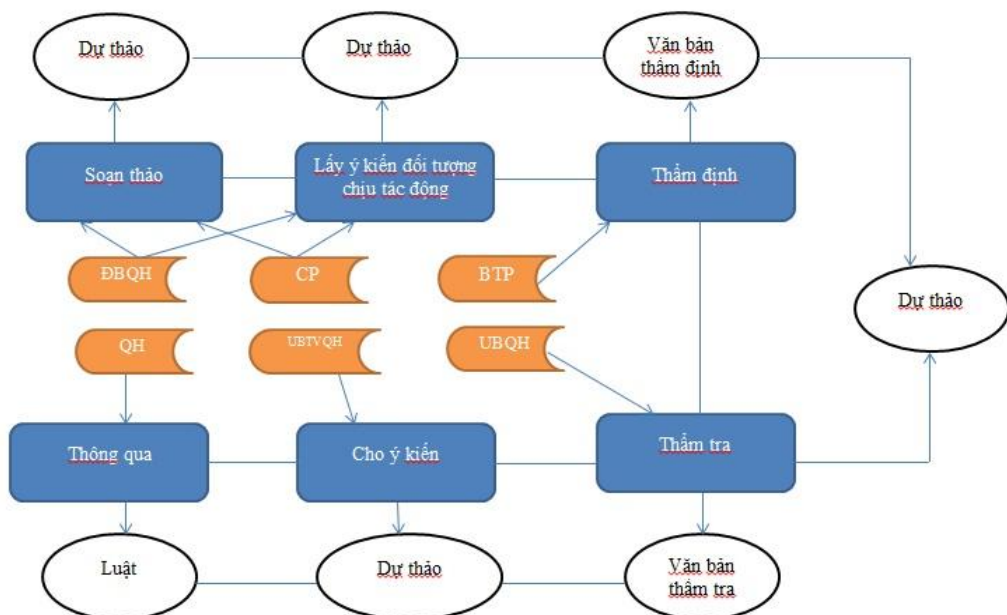 Dự thảo
Dự thảo
Văn bản
thẩm định
Soạn thảo
Lấy ý kiến đối tượng
chịu tác động
Thẩm định
ĐBQH
CP
BTP
Dự thảo
QH
UBTVQH
UBQH
Thông qua
Cho ý kiến
Thẩm tra
Luật
Dự thảo
Văn bản
thẩm tra